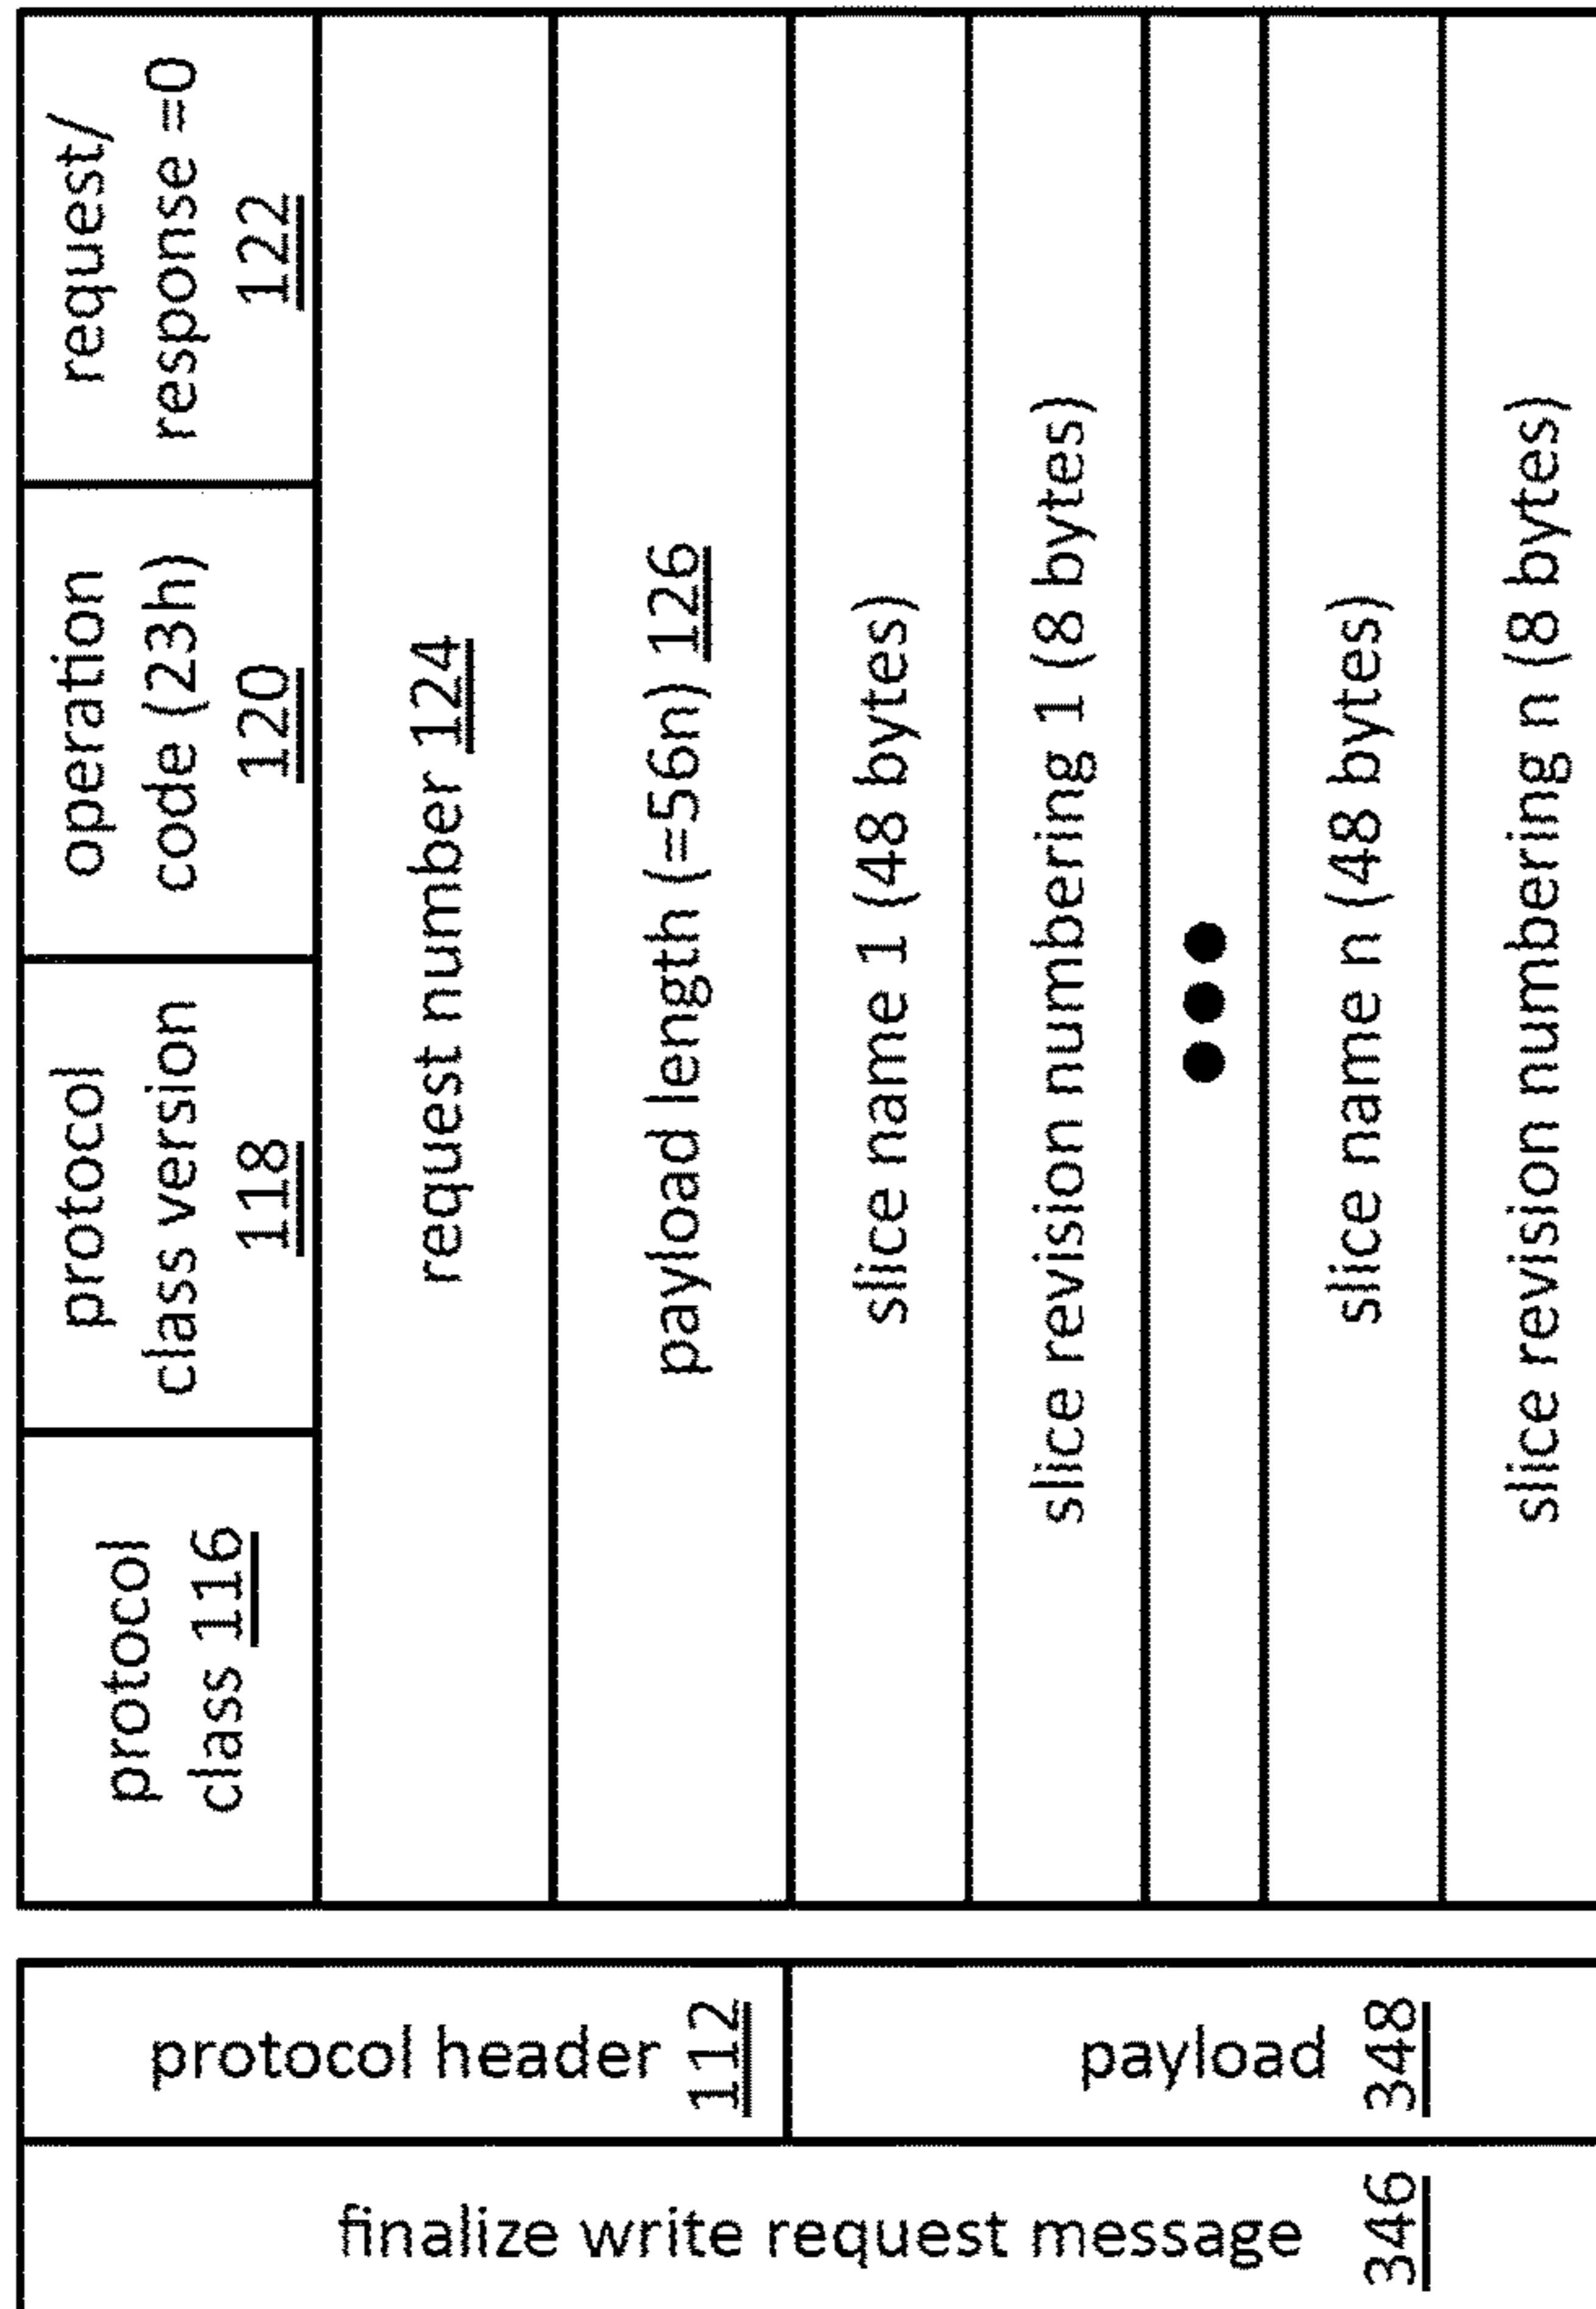 finalize write request message
346
protocol header 112
payload
348
protocol
class 116
protocol
class version
118
operation
code (23h)
120
request/
response =0
122
request number 124
payload length (=56n) 126
slice name 1 (48 bytes)
slice revision numbering 1 (8 bytes)
●●●
slice name n (48 bytes)
slice revision numbering n (8 bytes)